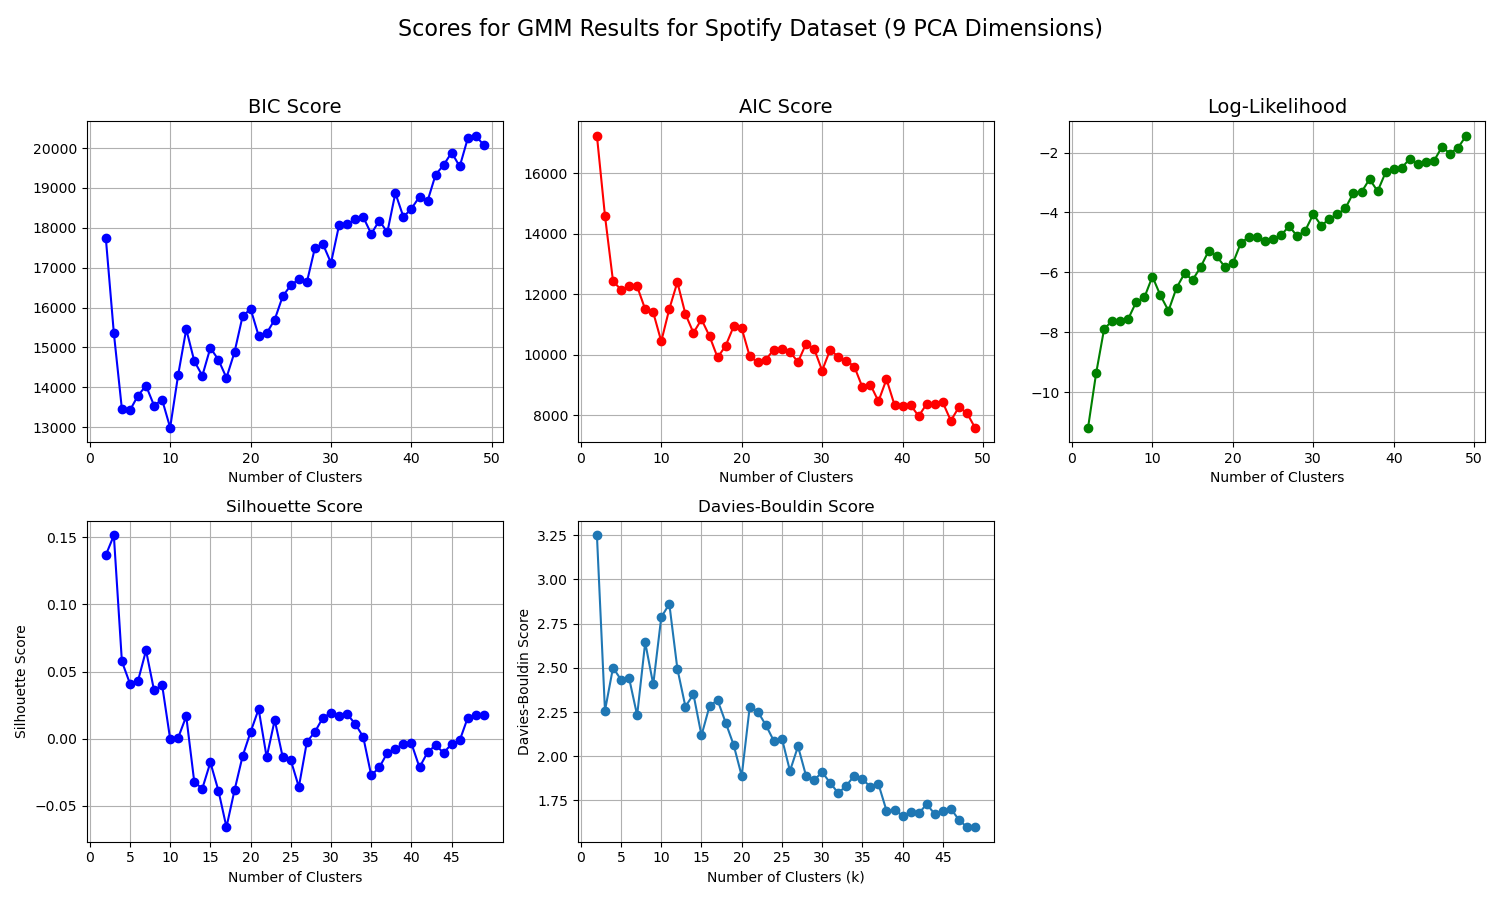 Scores for GMM Results for Spotify Dataset (9 PCA Dimensions)
BIC Score
20000
19000
18000
17000
16000
15000
14000
13000
0 10 20 30 40 50
Number of Clusters
AIC Score
16000
14000
12000
10000
8000
0 10 20 30 40 50
Number of Clusters
Log-Likelihood
−2
−4
−6
−8
−10
0 10 20 30 40 50
Number of Clusters
Silhouette Score
Silhouette Score
0.15
0.10
0.05
0.00
−0.05
0 5 10 15 20 25 30 35 40 45
Number of Clusters
Davies-Bouldin Score
Davies-Bouldin Score
3.25
3.00
2.75
2.50
2.25
2.00
1.75
0 5 10 15 20 25 30 35 40 45
Number of Clusters (k)